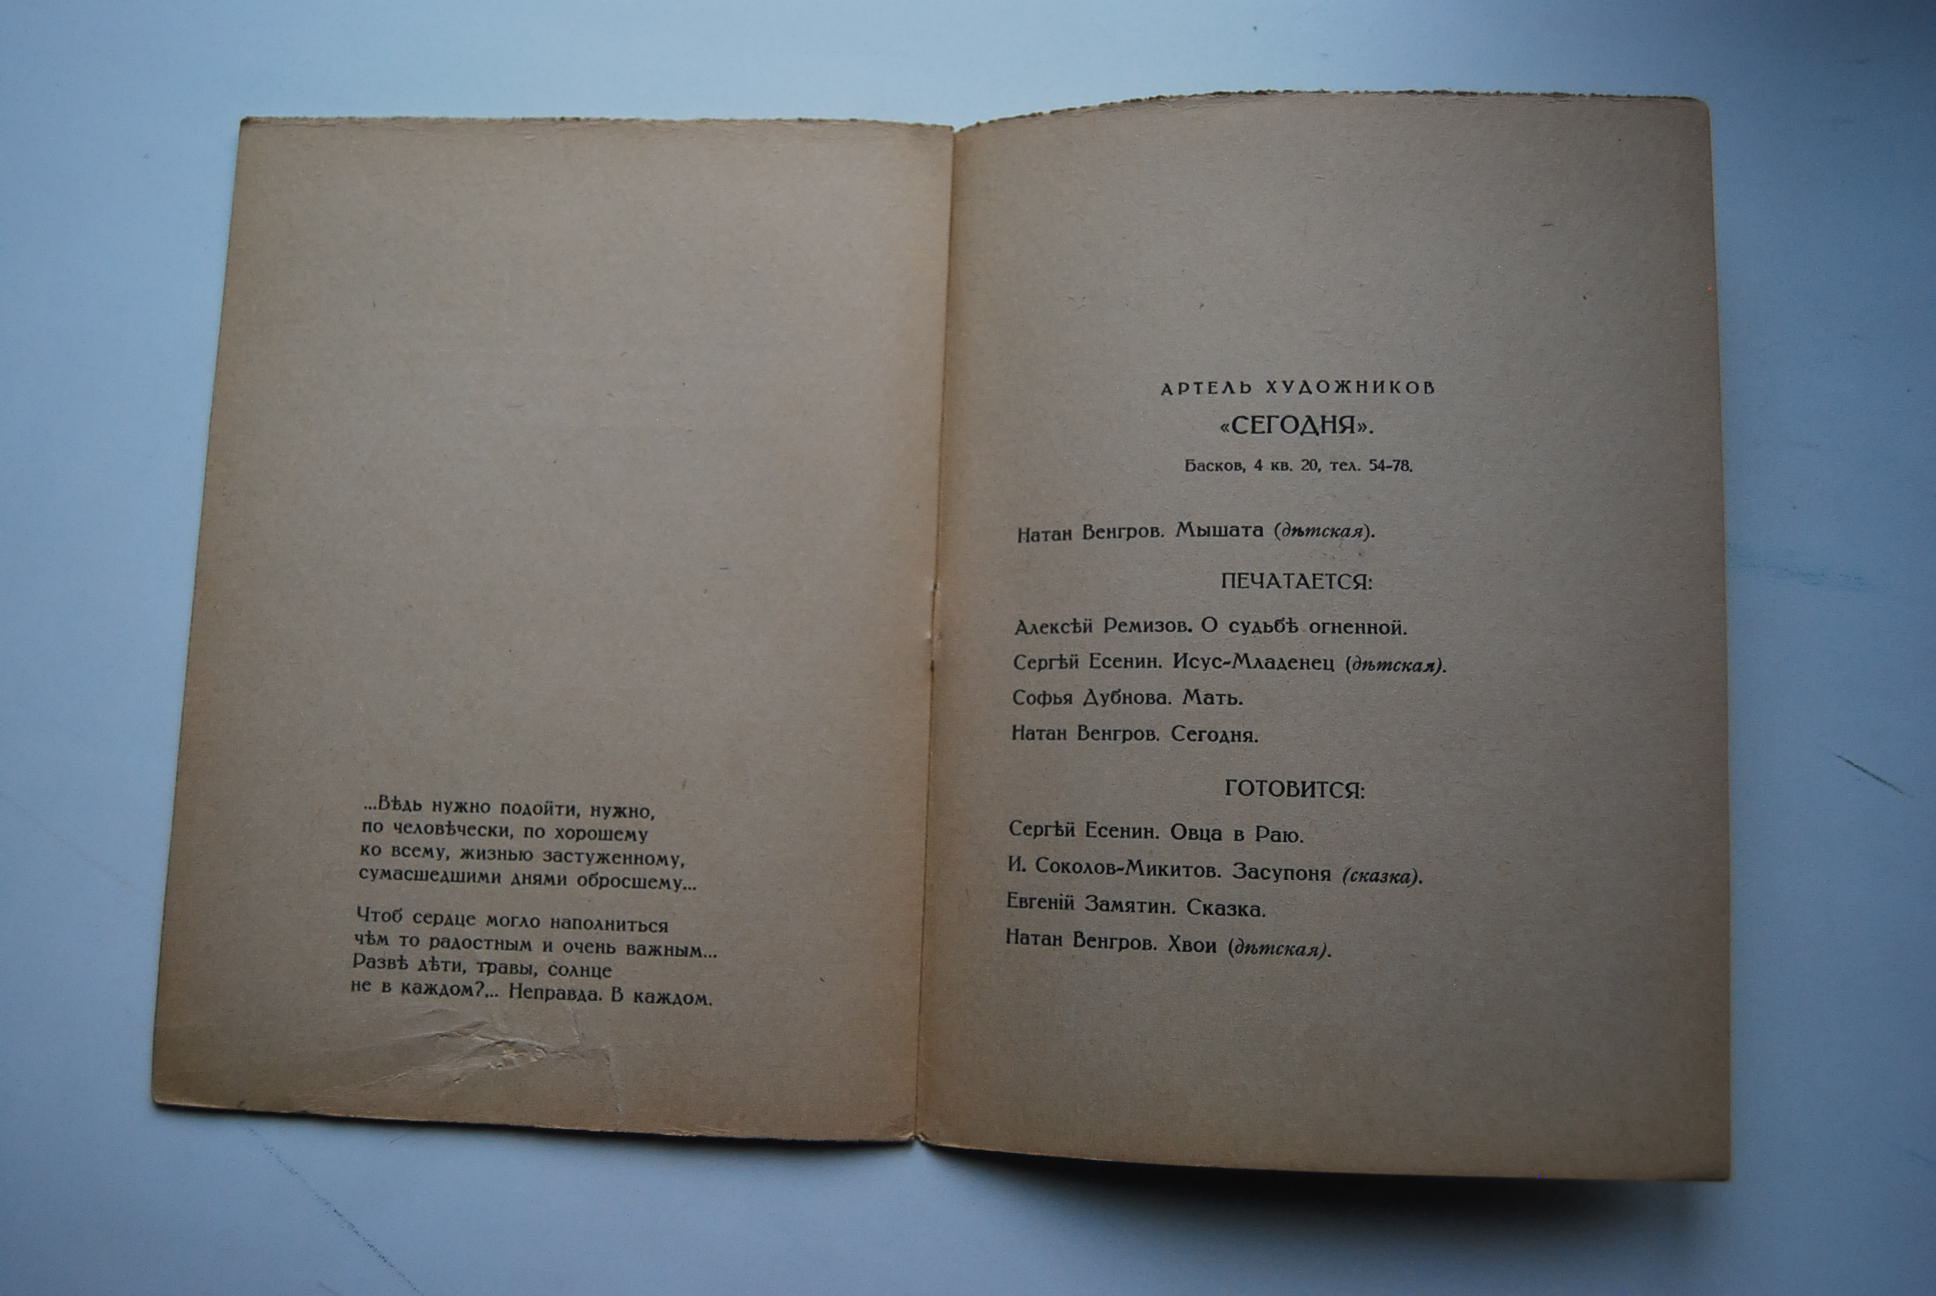 ...Вѣдь нужно подойти, нужно,
по человѣчески, по хорошему
ко всему, жизнью застуженному,
сумасшедшими днями обросшему...
Чтоб сердце могло наполниться
чѣм то радостным и очень важным...
Развѣ дѣти, травы, солнце
не в каждом?... Неправда. В каждом.
АРТЕЛЬ ХУДОЖНИКОВ
«СЕГОДНЯ».
Басков, 4 кв. 20, тел. 54-78.
Натан Венгров. Мышата (дѣтская).
ПЕЧАТАЕТСЯ:
Алексѣй Ремизов. О судьбѣ огненной.
Сергѣй Есенин. Исус-Младенец (дѣтская).
Софья Дубнова. Мать.
Натан Венгров. Сегодня.
ГОТОВИТСЯ:
Сергѣй Есенин. Овца в Раю.
И. Соколов-Микитов. Засупоня (сказка).
Евгеній Замятин. Сказка.
Натан Венгров. Хвои (дѣтская).